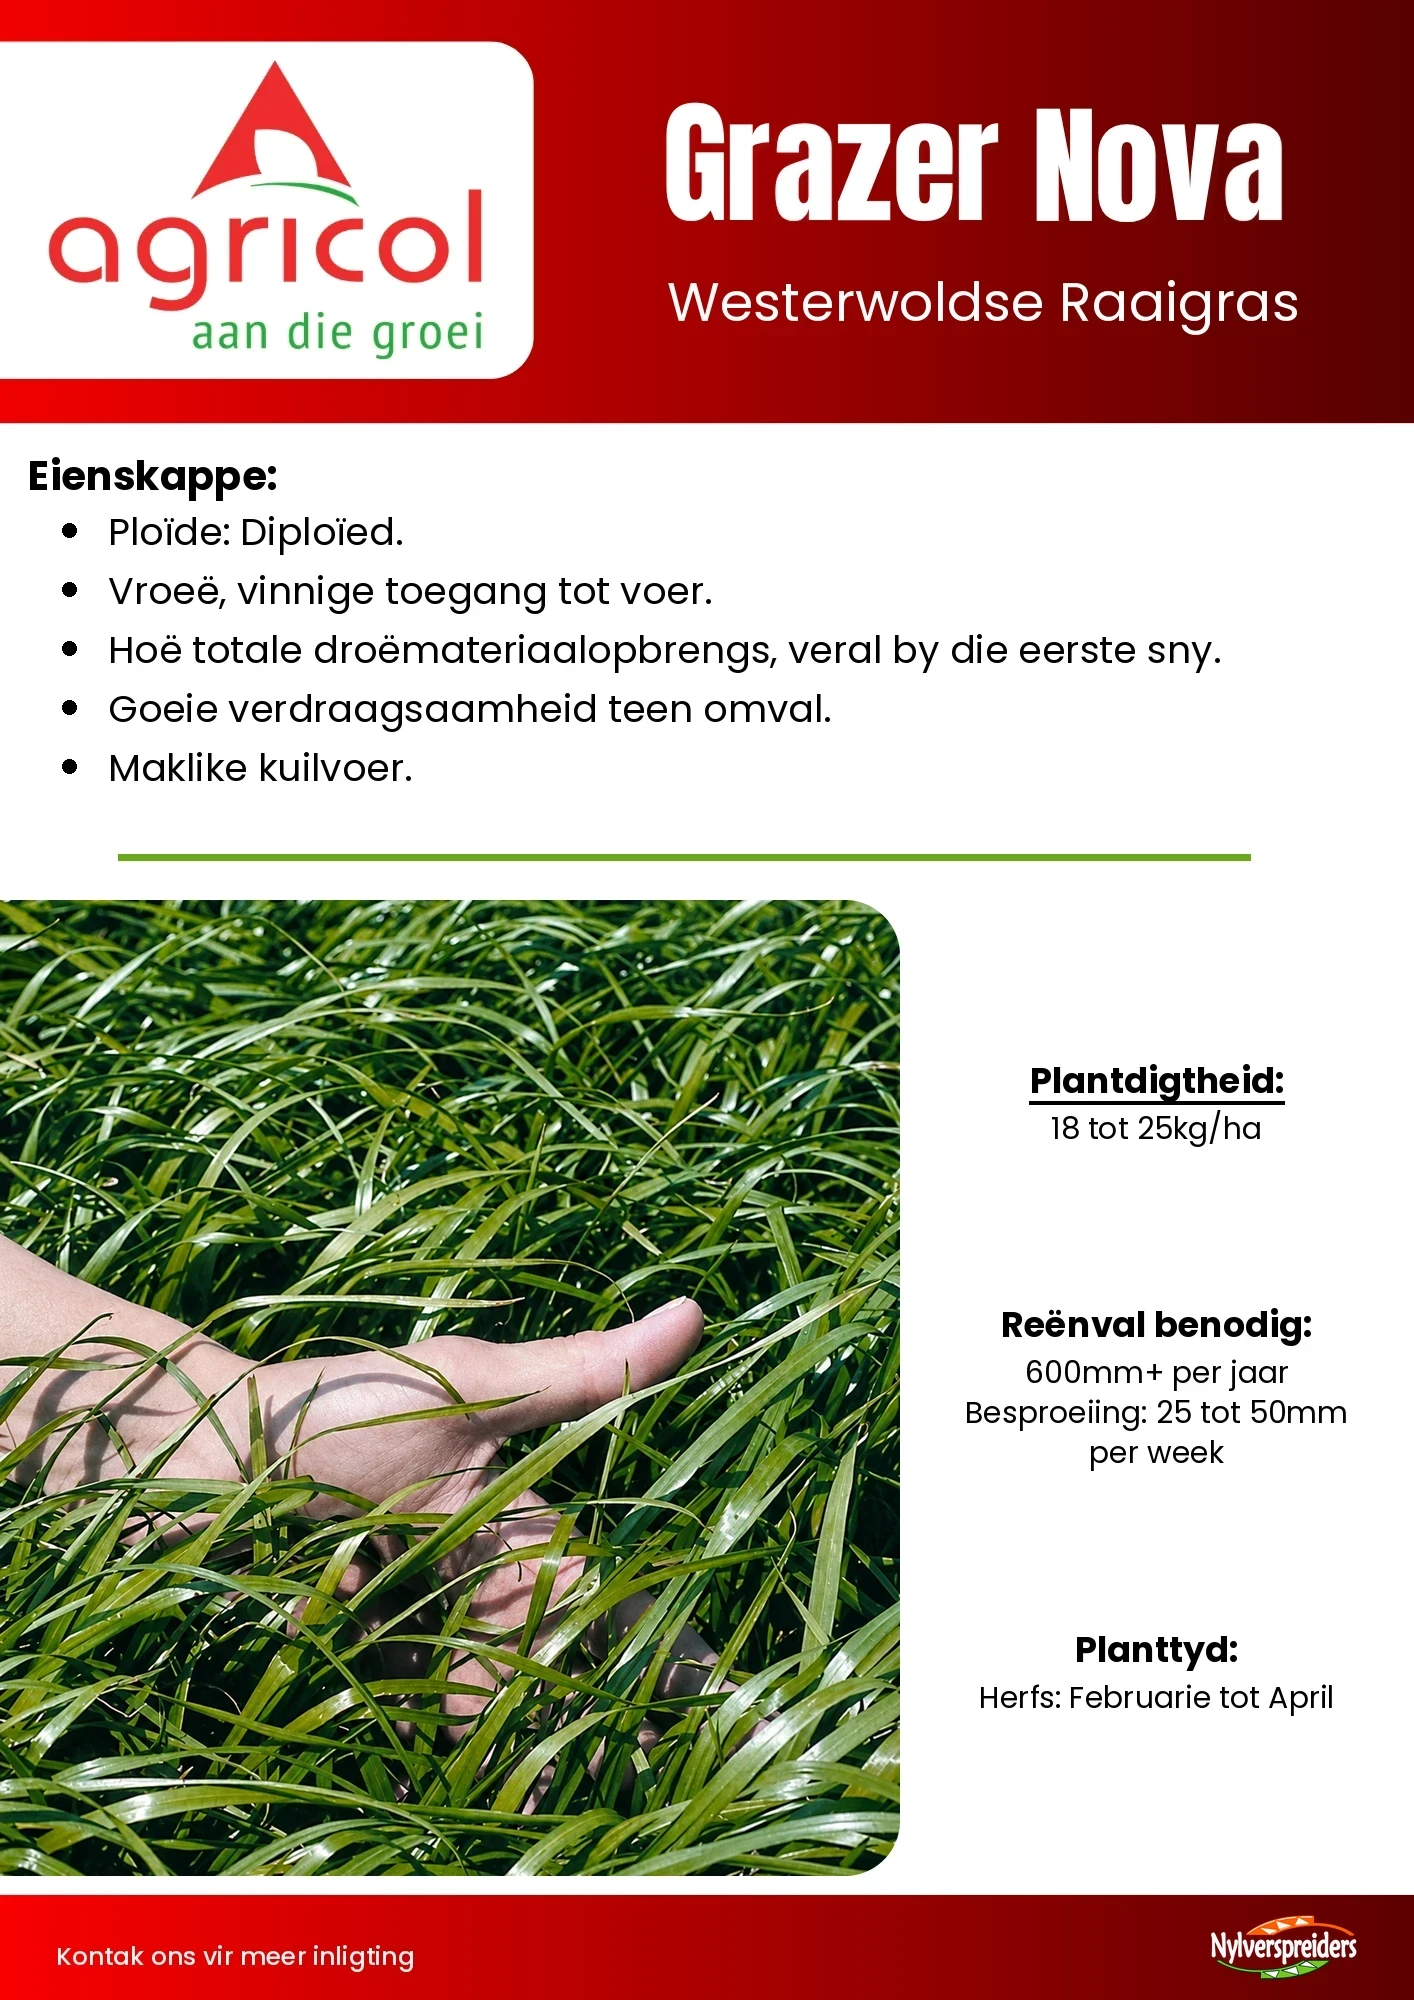 agricol
aan die groei
Grazer Nova
Westerwoldse Raaigras
Eienskappe:
• Ploïde: Diploïed.
• Vroeë, vinnige toegang tot voer.
• Hoë totale droëmateriaalopbrengs, veral by die eerste sny.
• Goeie verdraagsaamheid teen omval.
• Maklike kuilvoer.
Plantdigtheid:
18 tot 25kg/ha
Reënval benodig:
600mm+ per jaar
Besproeiing: 25 tot 50mm
per week
Planttyd:
Herfs: Februarie tot April
Kontak ons vir meer inligting
Nylverspreiders